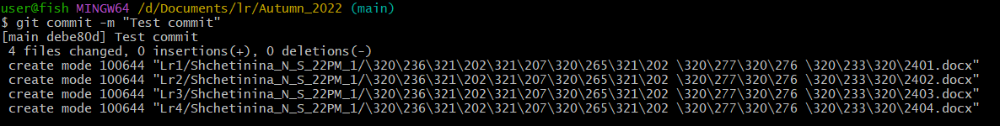 user@fish MINGW64 /d/Documents/lr/Autumn_2022 (main)
$ git commit -m "Test commit"
[main debe80d] Test commit
 4 files changed, 0 insertions(+), 0 deletions(-)
 create mode 100644 "Lr1/Shchetinina_N_S_22PM_1/\320\236\321\202\321\207\320\265\321\202 \320\277\320\276 \320\233\320\2401.docx"
 create mode 100644 "Lr2/Shchetinina_N_S_22PM_1/\320\236\321\202\321\207\320\265\321\202 \320\277\320\276 \320\233\320\2402.docx"
 create mode 100644 "Lr3/Shchetinina_N_S_22PM_1/\320\236\321\202\321\207\320\265\321\202 \320\277\320\276 \320\233\320\2403.docx"
 create mode 100644 "Lr4/Shchetinina_N_S_22PM_1/\320\236\321\202\321\207\320\265\321\202 \320\277\320\276 \320\233\320\2404.docx"